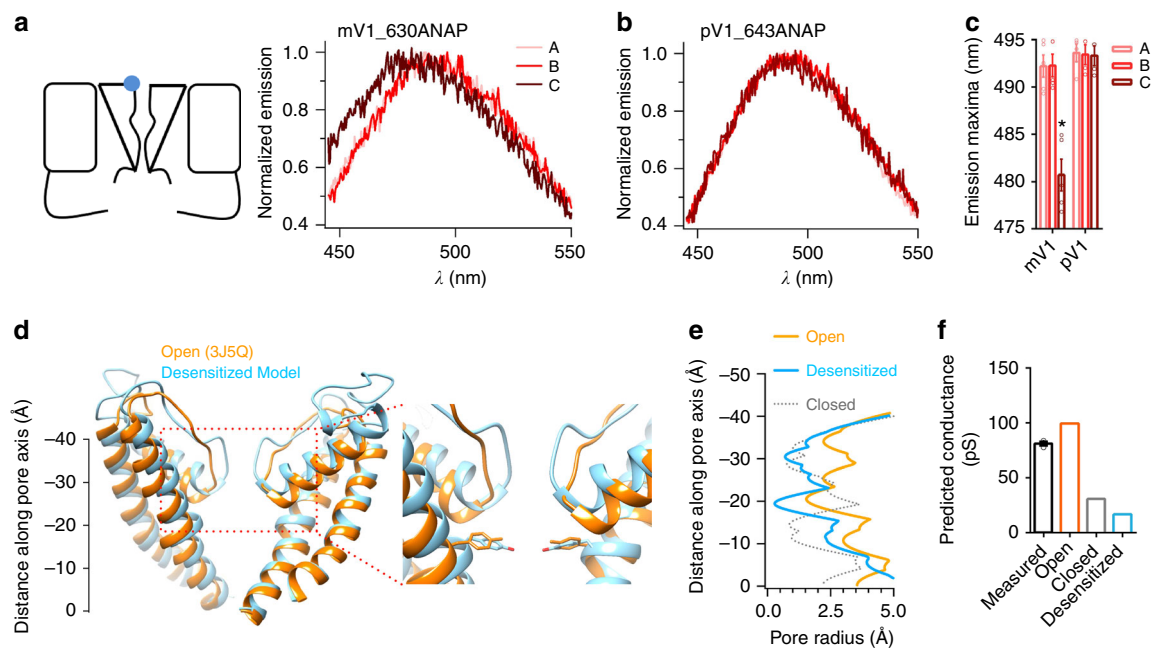 a
mV1_630ANAP
A
B
C
Normalized emission
1.0
0.8
0.6
0.4
450
500
550
λ (nm)
b
pV1_643ANAP
Normalized emission
1.0
0.8
0.6
0.4
450
500
550
λ (nm)
c
A
B
C
Emission maxima (nm)
495
490
485
480
475
*
mV1
pV1
d
Open (3J5Q)
Desensitized Model
Distance along pore axis (Å)
–40
–30
–20
–10
0
e
Open
Desensitized
Closed
Distance along pore axis (Å)
–50
–40
–30
–20
–10
0
0.0
2.5
5.0
Pore radius (Å)
f
Predicted conductance
(pS)
150
100
50
0
Measured
Open
Closed
Desensitized